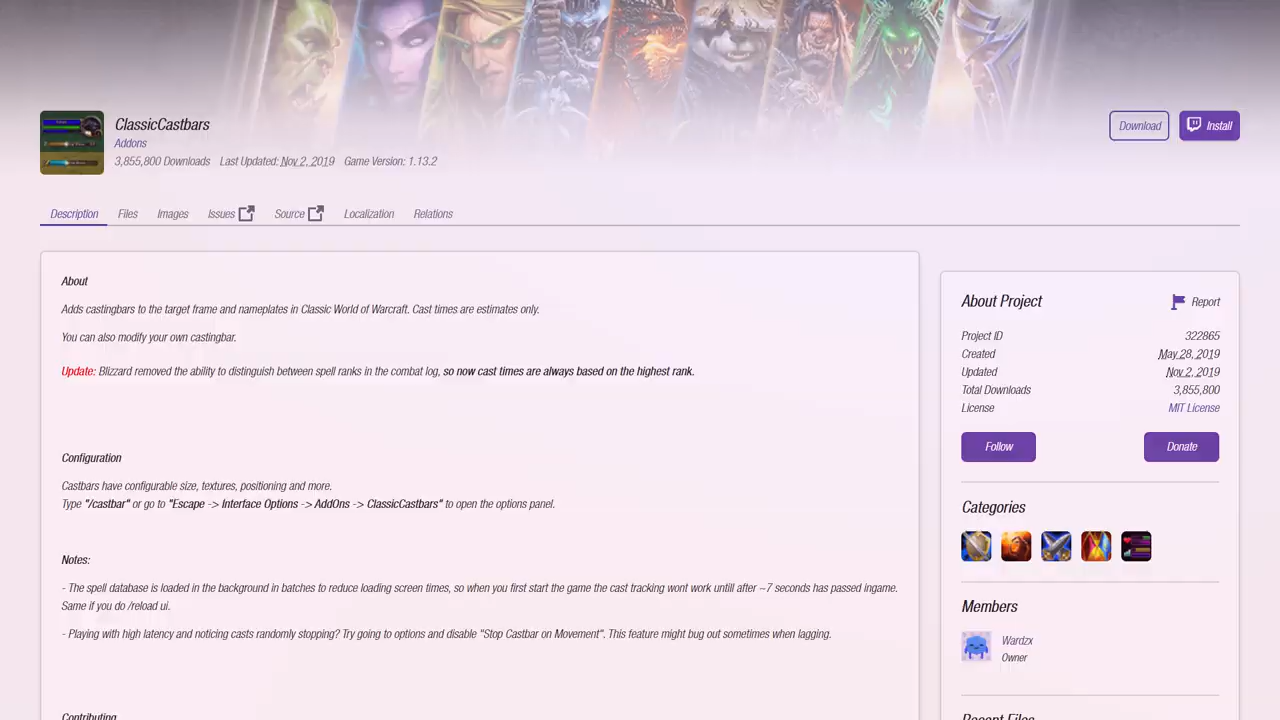 ClassicCastbars
Addons
3,855,800 Downloads Last Updated: Nov 2, 2019 Game Version: 1.13.2
Download
Install
Description Files Images Issues Source Localization Relations
About
Adds castingbars to the target frame and nameplates in Classic World of Warcraft. Cast times are estimates only.
You can also modify your own castingbar.
Update: Blizzard removed the ability to distinguish between spell ranks in the combat log, so now cast times are always based on the highest rank.
Configuration
Castbars have configurable size, textures, positioning and more.
Type "/castbar" or go to "Escape -> Interface Options -> AddOns -> ClassicCastbars" to open the options panel.
Notes:
- The spell database is loaded in the background in batches to reduce loading screen times, so when you first start the game the cast tracking wont work untill after ~7 seconds has passed ingame.
Same if you do /reload ui.
- Playing with high latency and noticing casts randomly stopping? Try going to options and disable "Stop Castbar on Movement". This feature might bug out sometimes when lagging.
Contributing
About Project
Report
Project ID 322865
Created May 28, 2019
Updated Nov 2, 2019
Total Downloads 3,855,800
License MIT License
Follow
Donate
Categories
Members
Wardzx
Owner
Recent Files